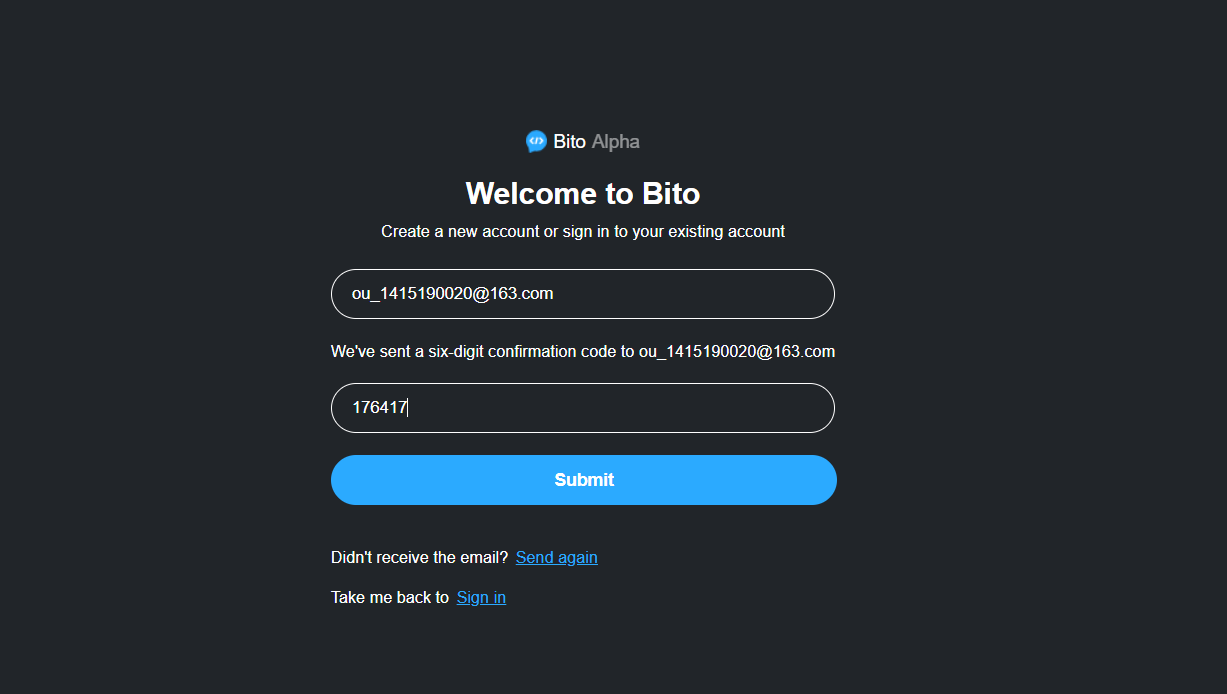 Bito Alpha
Welcome to Bito
Create a new account or sign in to your existing account
ou_1415190020@163.com
We've sent a six-digit confirmation code to ou_1415190020@163.com
176417
Submit
Didn't receive the email? Send again
Take me back to Sign in